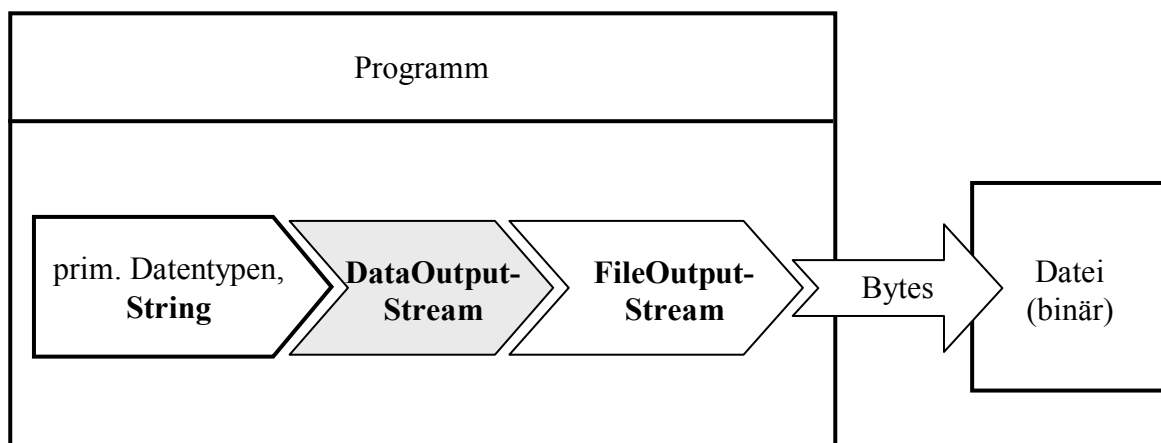 Programm
prim. Datentypen,
String
DataOutput-
Stream
FileOutput-
Stream
Bytes
Datei
(binär)